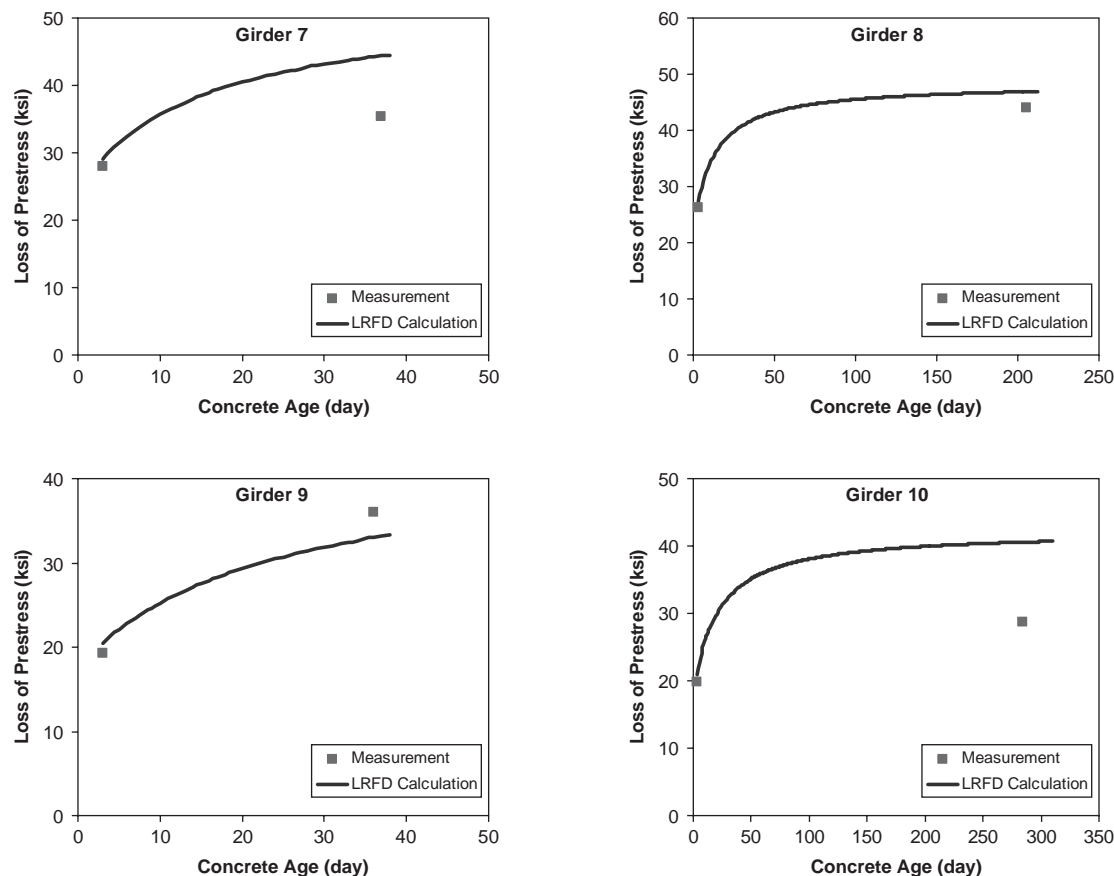 Girder 7
Loss of Prestress (ksi)
50
40
30
20
10
0
Measurement
LRFD Calculation
0 10 20 30 40 50
Concrete Age (day)
Girder 8
Loss of Prestress (ksi)
60
50
40
30
20
10
0
Measurement
LRFD Calculation
0 50 100 150 200 250
Concrete Age (day)
Girder 9
Loss of Prestress (ksi)
40
30
20
10
0
Measurement
LRFD Calculation
0 10 20 30 40 50
Concrete Age (day)
Girder 10
Loss of Prestress (ksi)
50
40
30
20
10
0
Measurement
LRFD Calculation
0 50 100 150 200 250 300 350
Concrete Age (day)